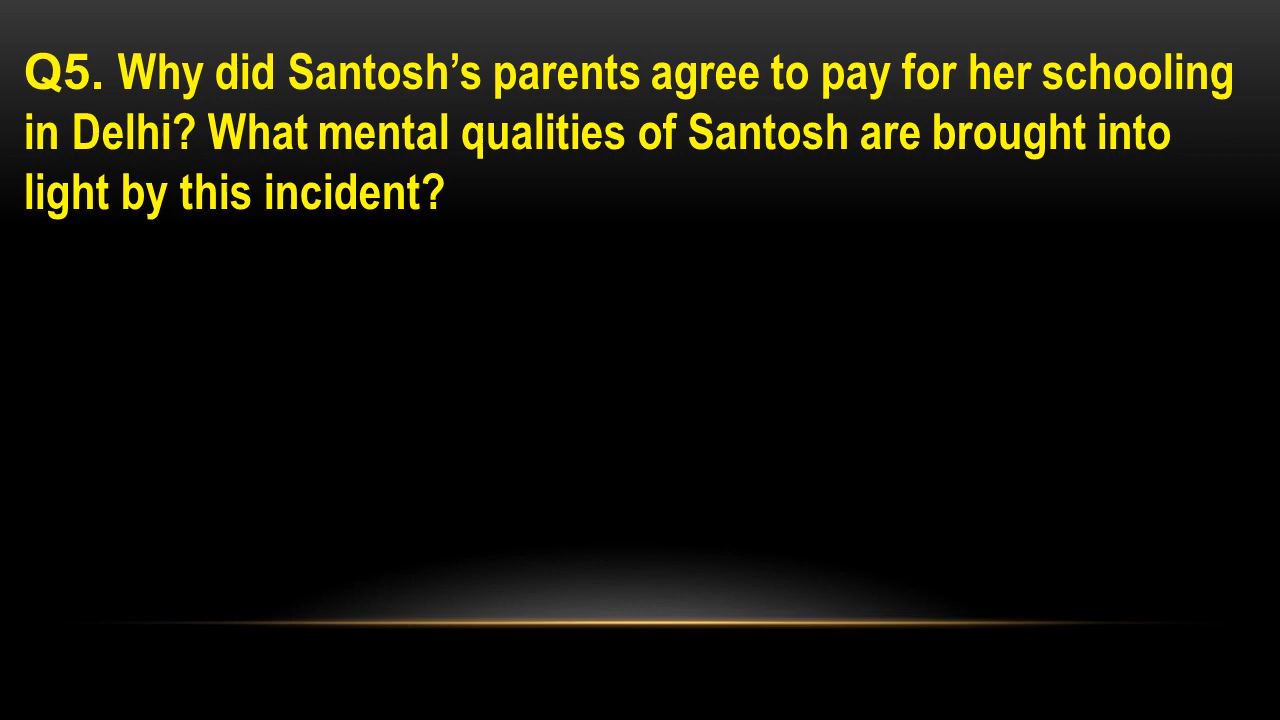 Q5. Why did Santosh’s parents agree to pay for her schooling
in Delhi? What mental qualities of Santosh are brought into
light by this incident?